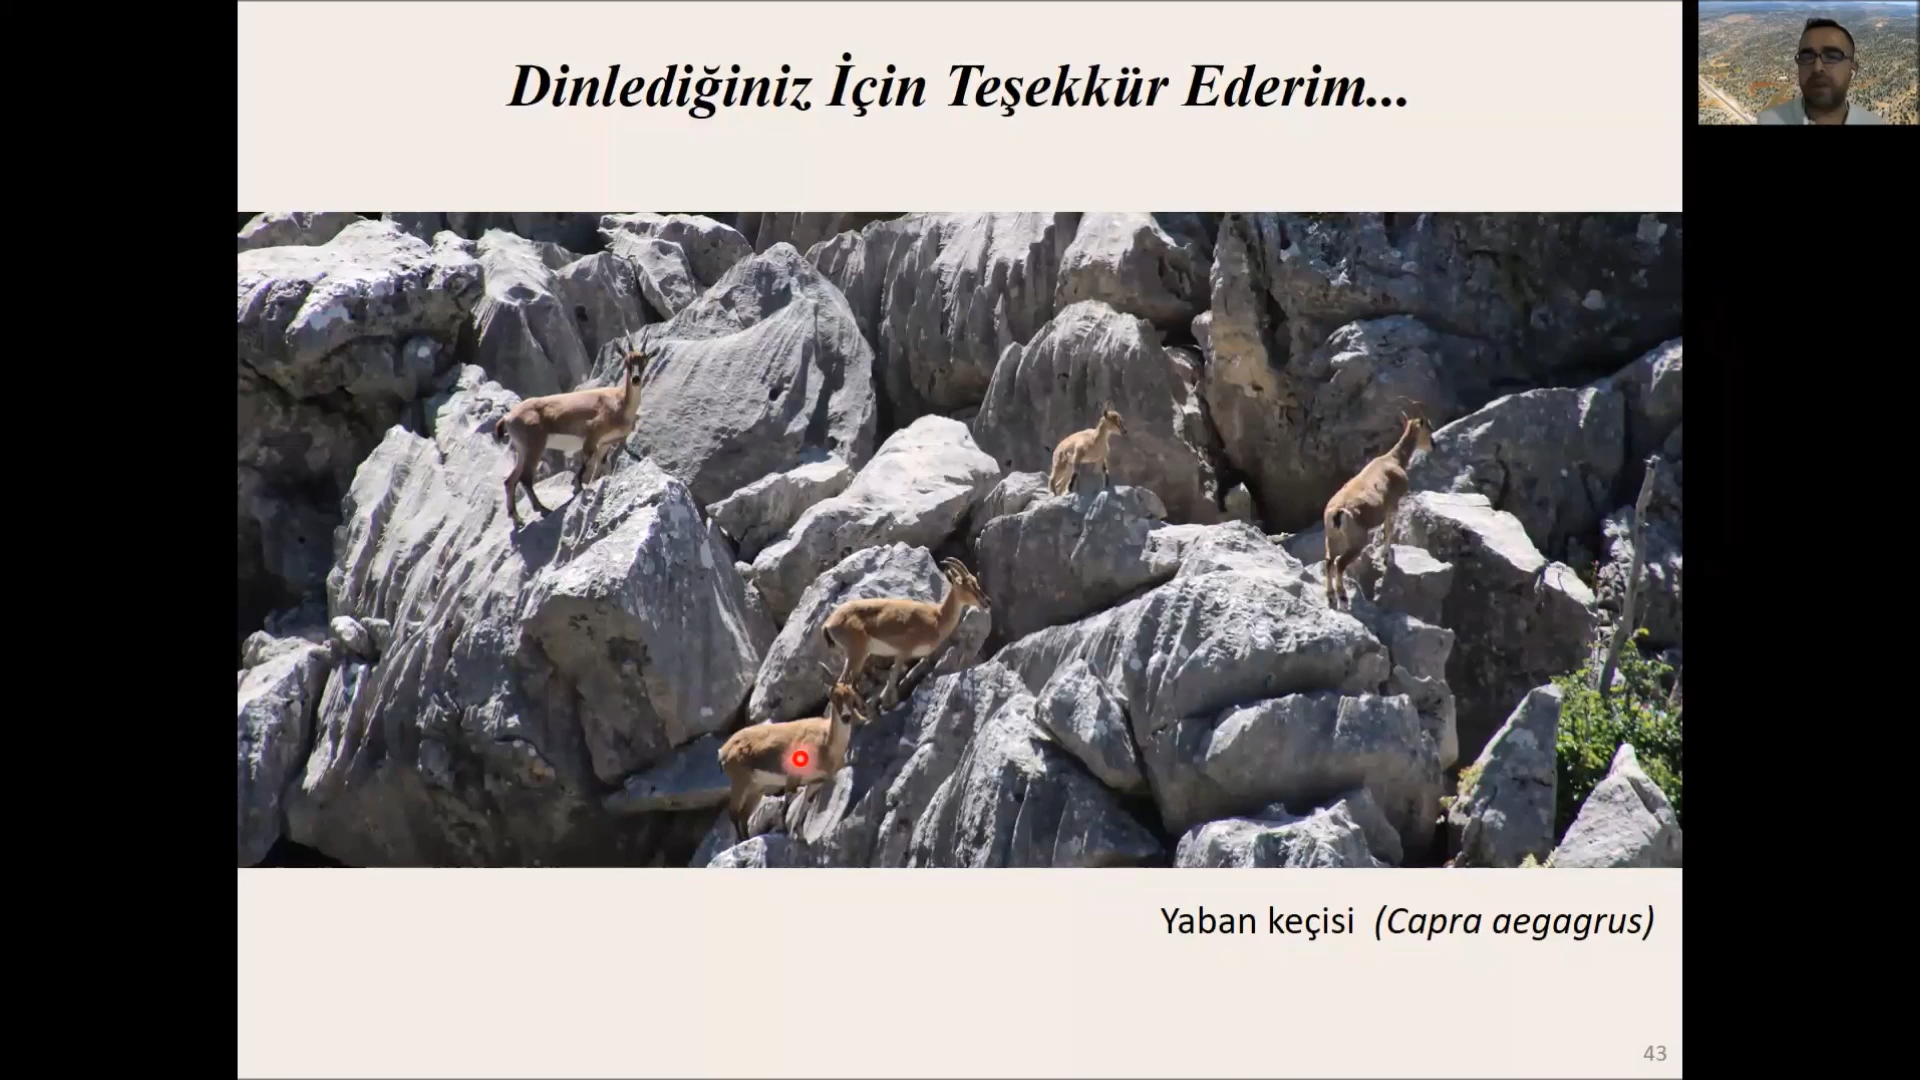 Dinlediğiniz İçin Teşekkür Ederim...
Yaban keçisi (Capra aegagrus)
43